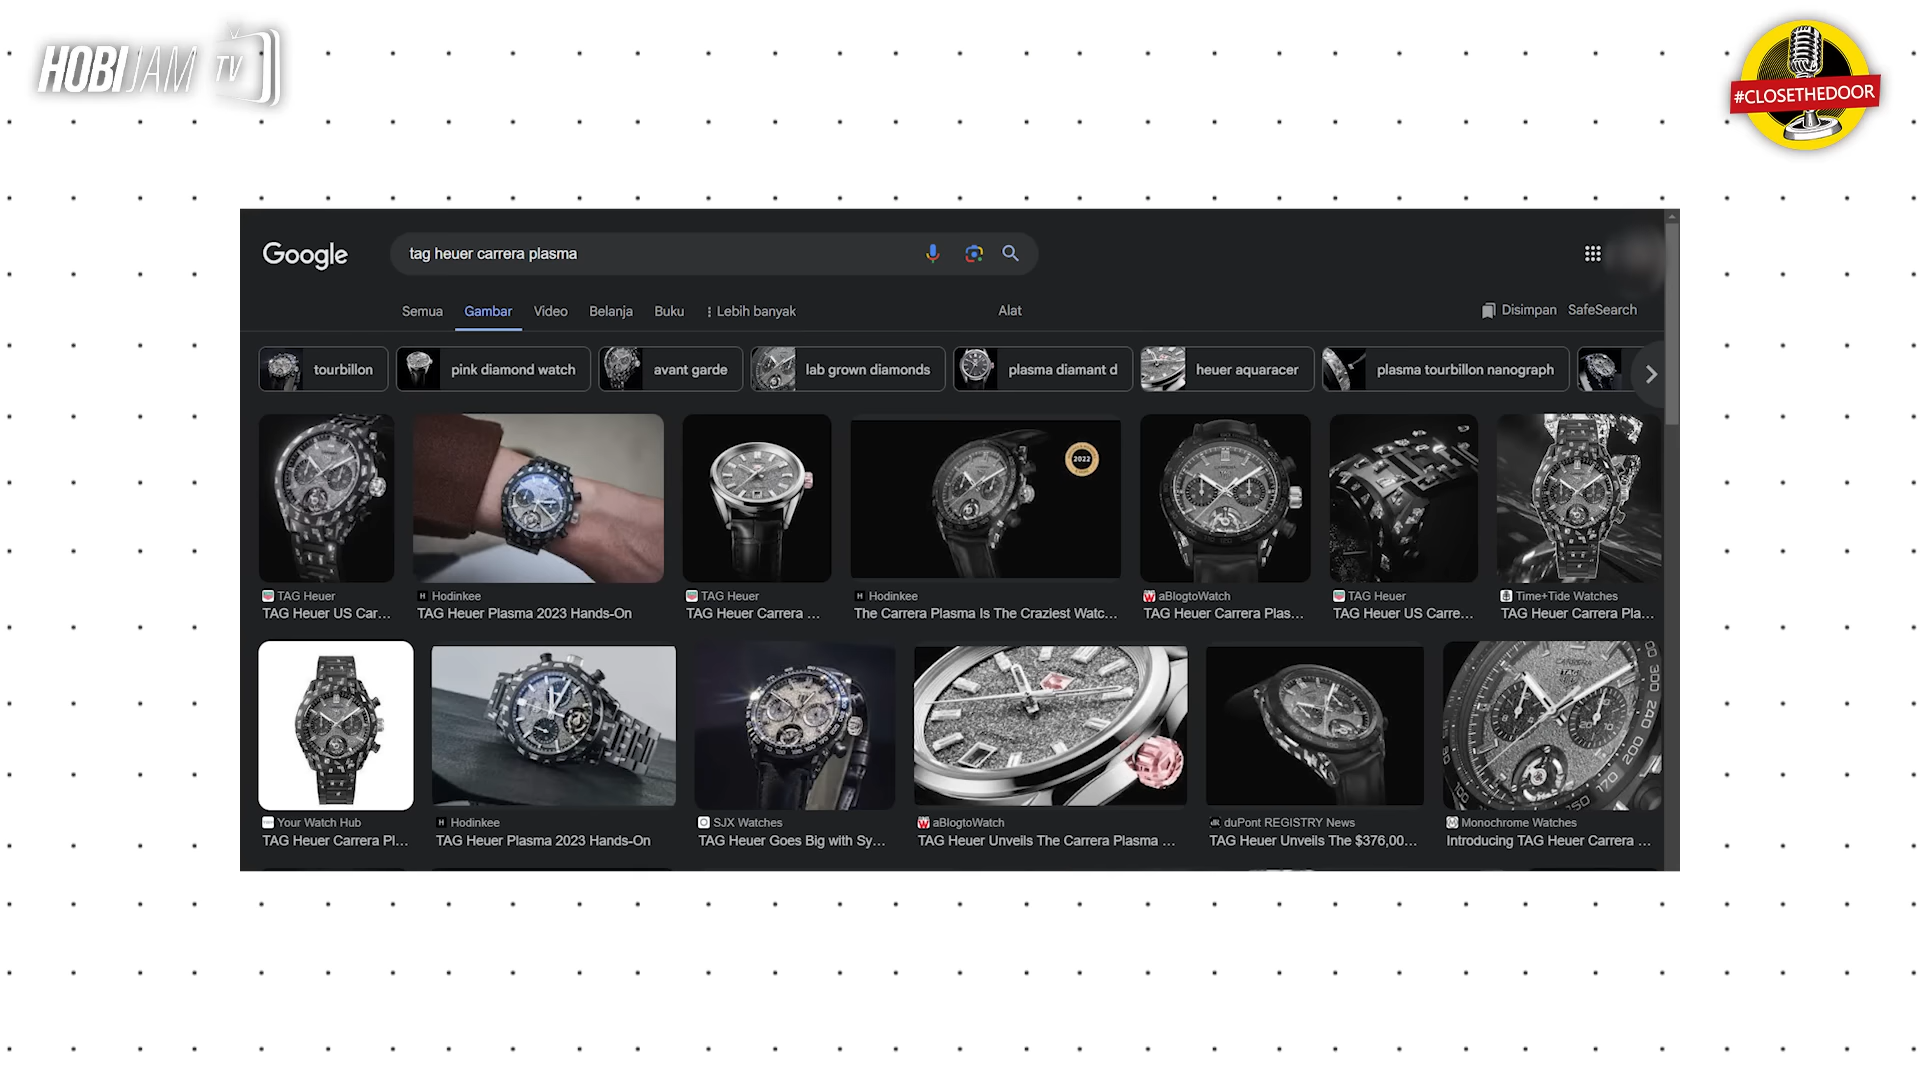 HOBIJAM TV
#CLOSETHEDOOR
Google
tag heuer carrera plasma
Semua
Gambar
Video
Belanja
Buku
Lebih banyak
Alat
Disimpan
SafeSearch
tourbillon
pink diamond watch
avant garde
lab grown diamonds
plasma diamant d
heuer aquaracer
plasma tourbillon nanograph
2022
TAG Heuer
TAG Heuer US Car...
Hodinkee
TAG Heuer Plasma 2023 Hands-On
TAG Heuer
TAG Heuer Carrera ...
Hodinkee
The Carrera Plasma Is The Craziest Watc...
aBlogtoWatch
TAG Heuer Carrera Plas...
TAG Heuer
TAG Heuer US Carre...
Time+Tide Watches
TAG Heuer Carrera Pla...
Your Watch Hub
TAG Heuer Carrera Pl...
Hodinkee
TAG Heuer Plasma 2023 Hands-On
SJX Watches
TAG Heuer Goes Big with Sy...
aBlogtoWatch
TAG Heuer Unveils The Carrera Plasma ...
duPont REGISTRY News
TAG Heuer Unveils The $376,00...
Monochrome Watches
Introducing TAG Heuer Carrera ...